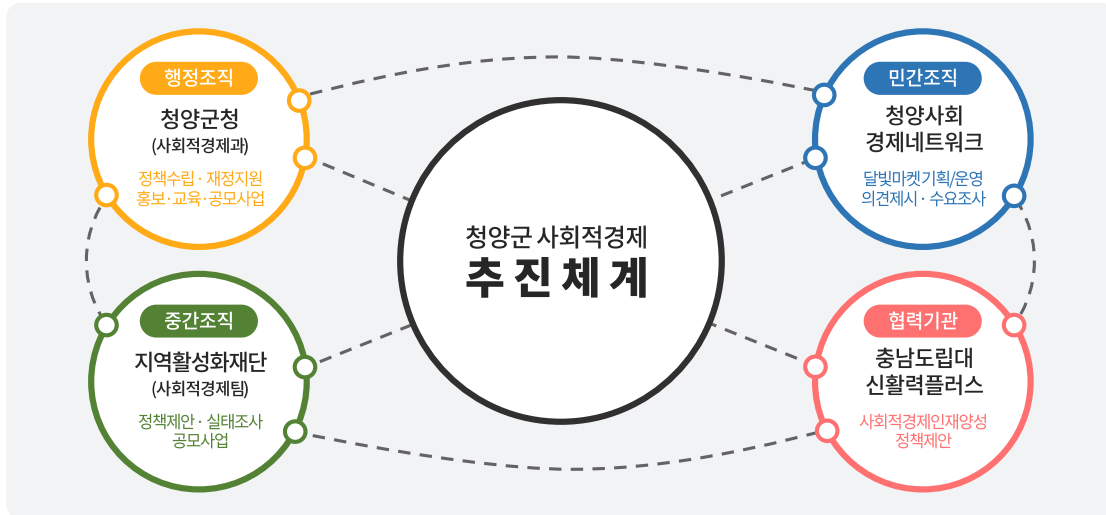 행정조직
청양군청
(사회적경제과)
정책수립 · 재정지원
홍보·교육·공모사업
민간조직
청양사회
경제네트워크
달빛마켓기획/운영
의견제시 · 수요조사
청양군 사회적경제
추진체계
중간조직
지역활성화재단
(사회적경제팀)
정책제안 · 실태조사
공모사업
협력기관
충남도립대
신활력플러스
사회적경제인재양성
정책제안